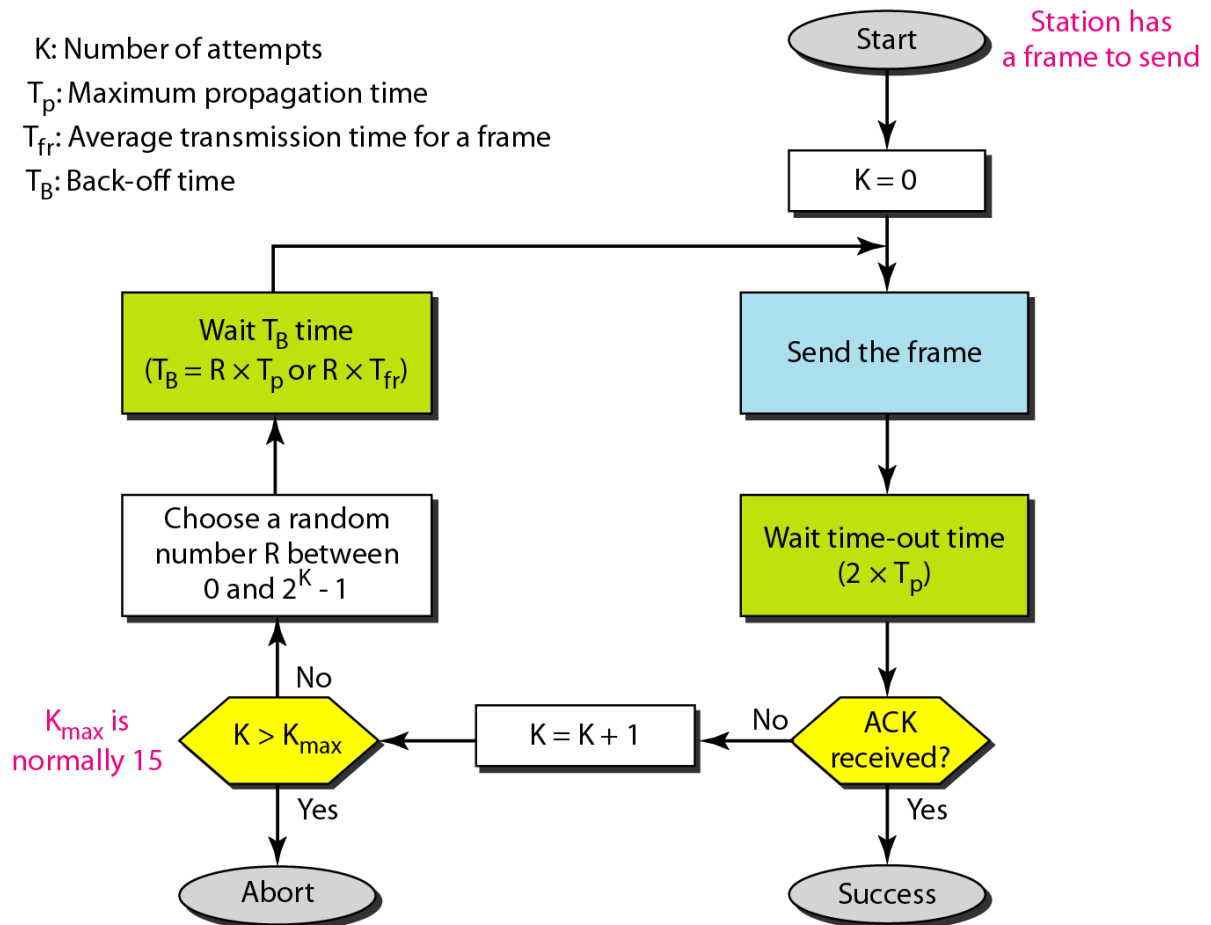 K: Number of attempts
Tp: Maximum propagation time
Tfr: Average transmission time for a frame
TB: Back-off time
Start
Station has
a frame to send
K = 0
Wait TB time
(TB = R × Tp or R × Tfr)
Send the frame
Choose a random
number R between
0 and 2^K - 1
Wait time-out time
(2 × Tp)
No
Kmax is
normally 15
K > Kmax
K = K + 1
No
ACK
received?
Yes
Yes
Abort
Success